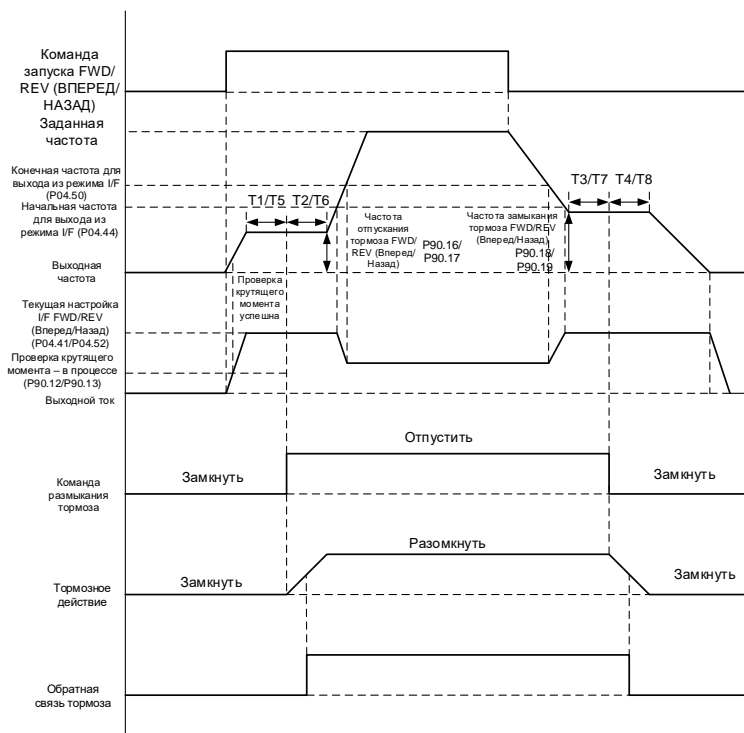 Команда
запуска FWD/
REV (ВПЕРЕД/
НАЗАД)
Заданная
частота
Конечная частота для
выхода из режима I/F
(P04.50)
Начальная частота
для выхода из
режима I/F (P04.44)
T1/T5
T2/T6
T3/T7
T4/T8
Частота
отпускания
тормоза FWD/
REV (Вперед/
Назад)
P90.16/
P90.17
Частота замыкания
тормоза FWD/REV
(Вперед/Назад)
P90.18/
P90.19
Выходная
частота
Проверка
крутящего
момента
успешна
Текущая настройка
I/F FWD/REV
(Вперед/Назад)
(P04.41/P04.52)
Проверка крутящего
момента – в процессе
(P90.12/P90.13)
Выходной ток
Отпустить
Замкнуть
Замкнуть
Команда
размыкания
тормоза
Разомкнуть
Замкнуть
Замкнуть
Тормозное
действие
Обратная
связь тормоза